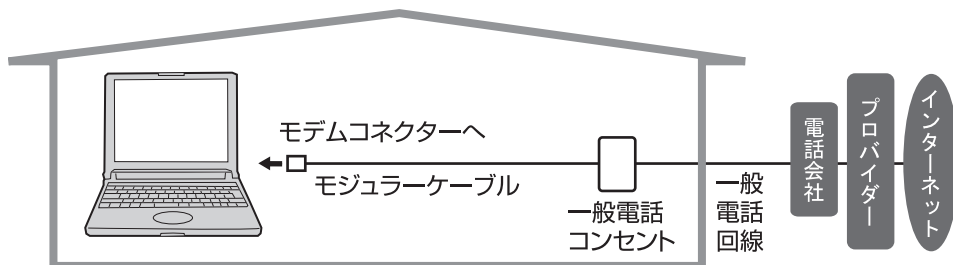 モデムコネクターへ
モジュラーケーブル
一般電話
コンセント
一般
電話
回線
電話会社
プロバイダー
インターネット